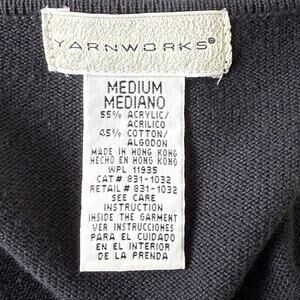 YARNWORKS®
MEDIUM
MEDIANO
55% ACRYLIC/
ACRILICO
45% COTTON/
ALGODON
MADE IN HONG KONG
HECHO EN HONG KONG
WPL 11935
CAT# 831-1032
RETAIL# 831-1032
SEE CARE
INSTRUCTION
INSIDE THE GARMENT
VER INSTRUCCIONES
PARA EL CUIDADO
EN EL INTERIOR
DE LA PRENDA